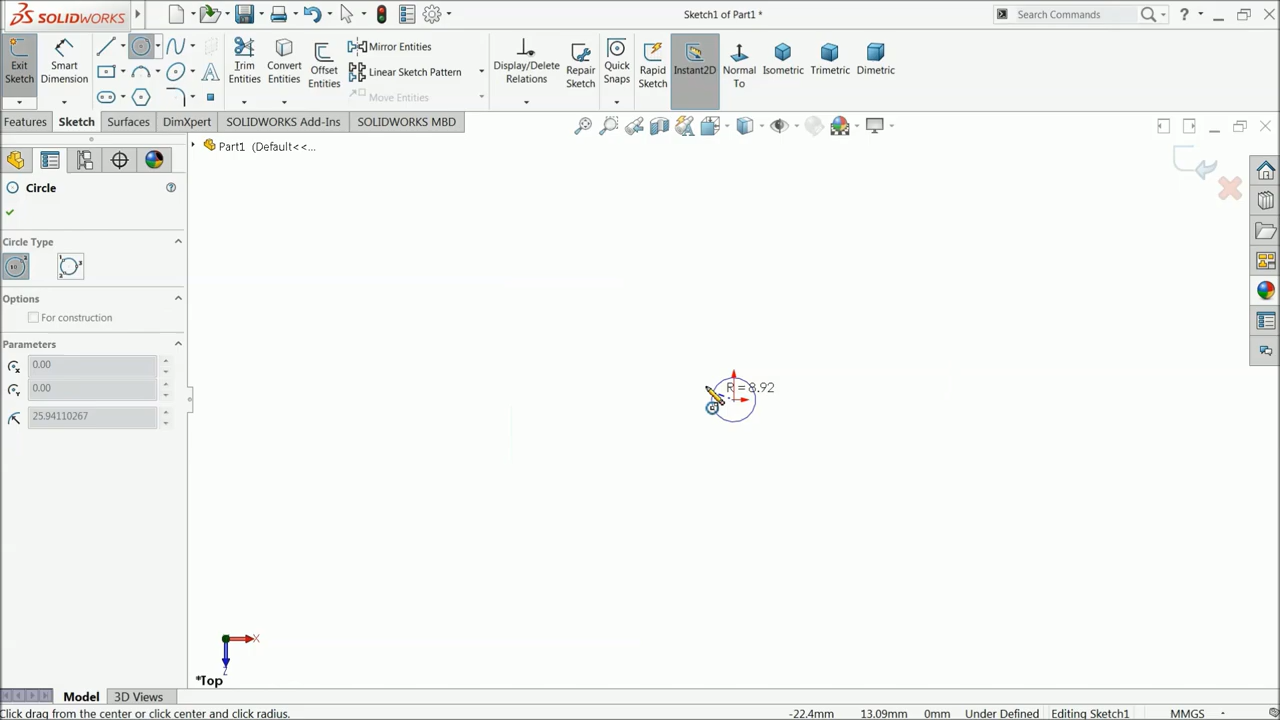 SOLIDWORKS
Sketch1 of Part1 *
Search Commands
Exit Sketch
Smart Dimension
Trim Entities
Convert Entities
Offset Entities
Mirror Entities
Linear Sketch Pattern
Move Entities
Display/Delete Relations
Repair Sketch
Quick Snaps
Rapid Sketch
Instant2D
Normal To
Isometric
Trimetric
Dimetric
Features
Sketch
Surfaces
DimXpert
SOLIDWORKS Add-Ins
SOLIDWORKS MBD
Part1 (Default<<...
Circle
Circle Type
Options
For construction
Parameters
0.00
0.00
25.94110267
R = 8.92
X
Z
*Top
Model
3D Views
Click drag from the center or click center and click radius.
-22.4mm
13.09mm
0mm
Under Defined
Editing Sketch1
MMGS